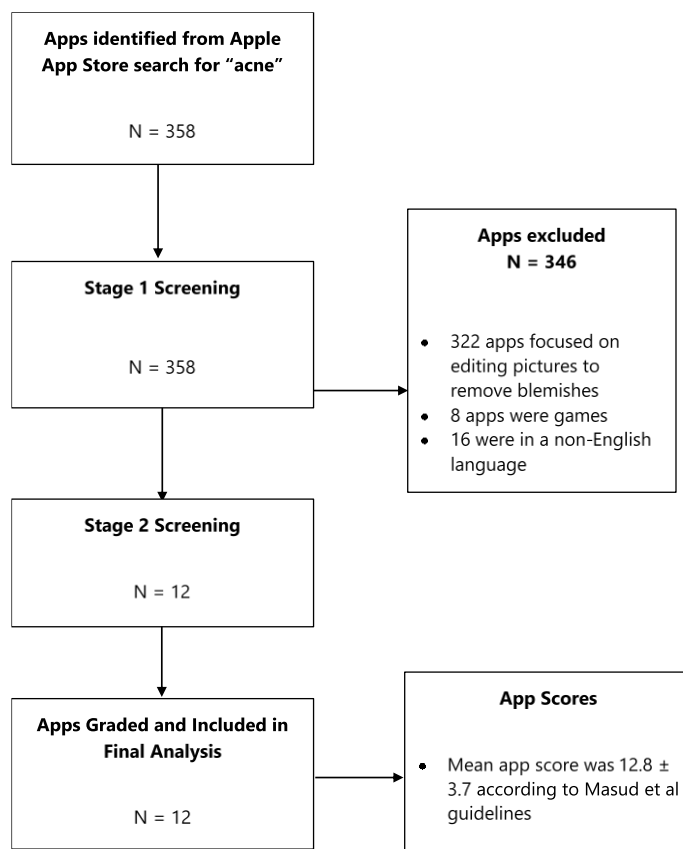 Apps identified from Apple
App Store search for “acne”
N = 358
Stage 1 Screening
N = 358
Apps excluded
N = 346
• 322 apps focused on
editing pictures to
remove blemishes
• 8 apps were games
• 16 were in a non-English
language
Stage 2 Screening
N = 12
Apps Graded and Included in
Final Analysis
N = 12
App Scores
• Mean app score was 12.8 ±
3.7 according to Masud et al
guidelines